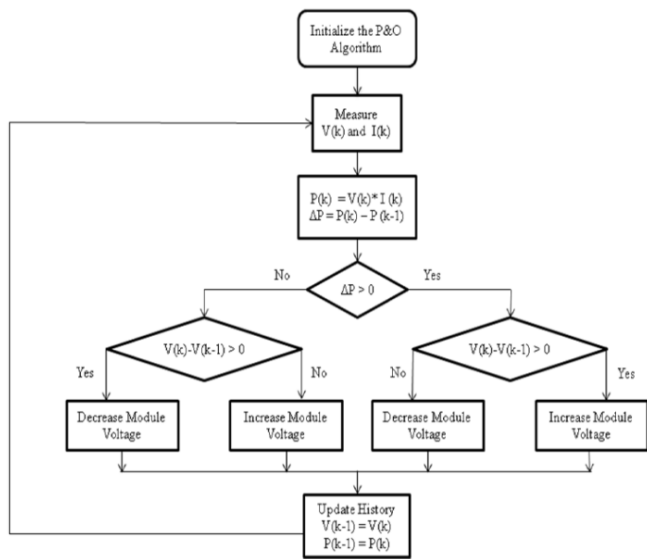 Initialize the P&O
Algorithm
Measure
V(k) and I(k)
P(k) = V(k)* I (k)
ΔP = P(k) – P (k-1)
No
ΔP > 0
Yes
V(k)-V(k-1) > 0
V(k)-V(k-1) > 0
Yes
No
No
Yes
Decrease Module
Voltage
Increase Module
Voltage
Decrease Module
Voltage
Increase Module
Voltage
Update History
V(k-1) = V(k)
P(k-1) = P(k)